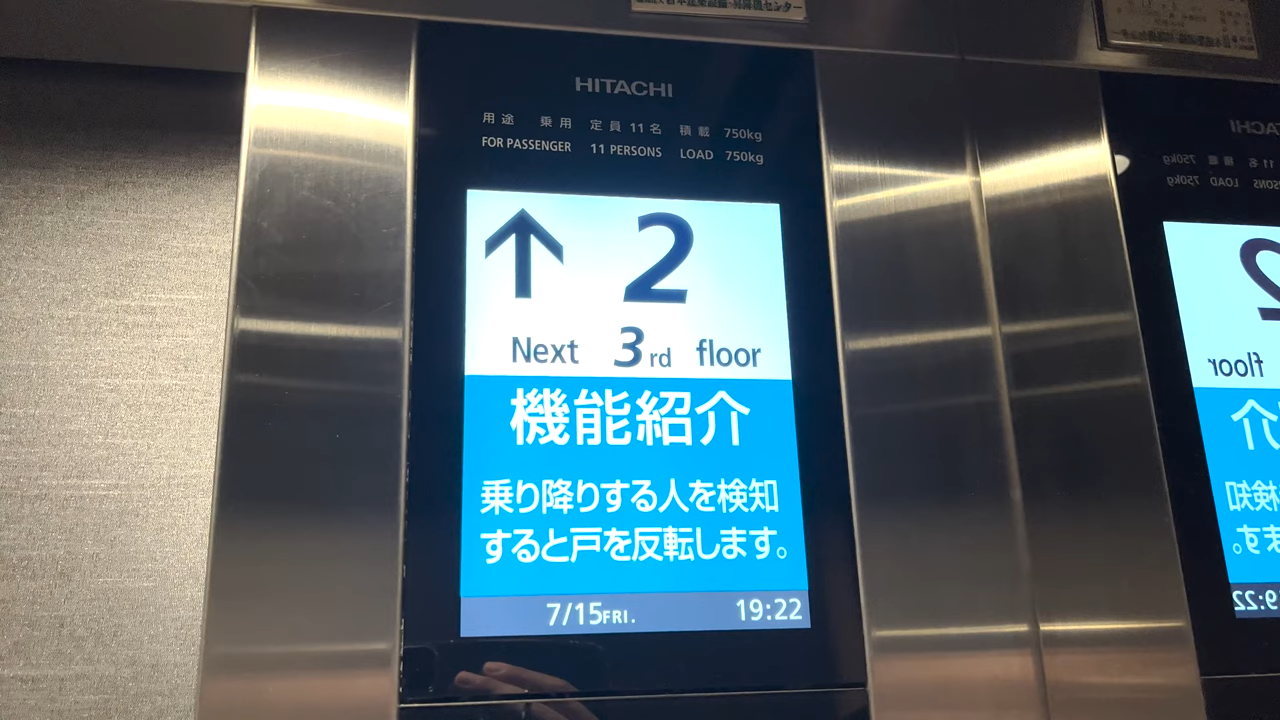 HITACHI
用途 乗用 定員 11名 積載 750kg
FOR PASSENGER 11 PERSONS LOAD 750kg
↑ 2
Next 3rd floor
機能紹介
乗り降りする人を検知
すると戸を反転します。
7/15FRI. 19:22